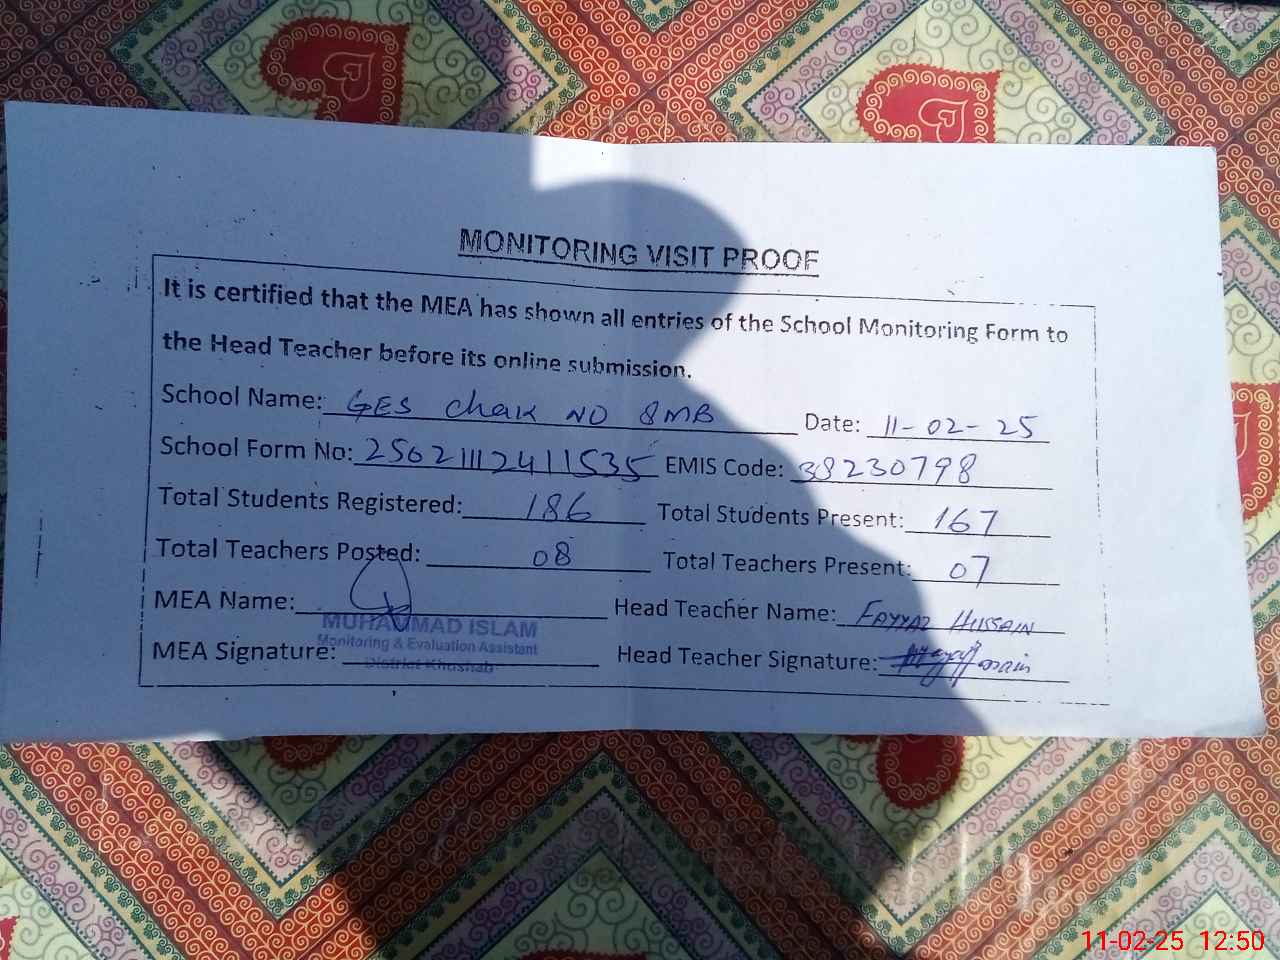 MONITORING VISIT PROOF
It is certified that the MEA has shown all entries of the School Monitoring Form to
the Head Teacher before its online submission.
School Name: GES Chak NO 8MB Date: 11-02-25
School Form No: 25621112411535 EMIS Code: 38230798
Total Students Registered: 186 Total Students Present: 167
Total Teachers Posted: 08 Total Teachers Present: 07
MEA Name: Head Teacher Name: FAYYAZ HUSSAIN
MUHAMMAD ISLAM
Monitoring & Evaluation Assistant
District Khushab
MEA Signature: Head Teacher Signature:
11-02-25 12:50